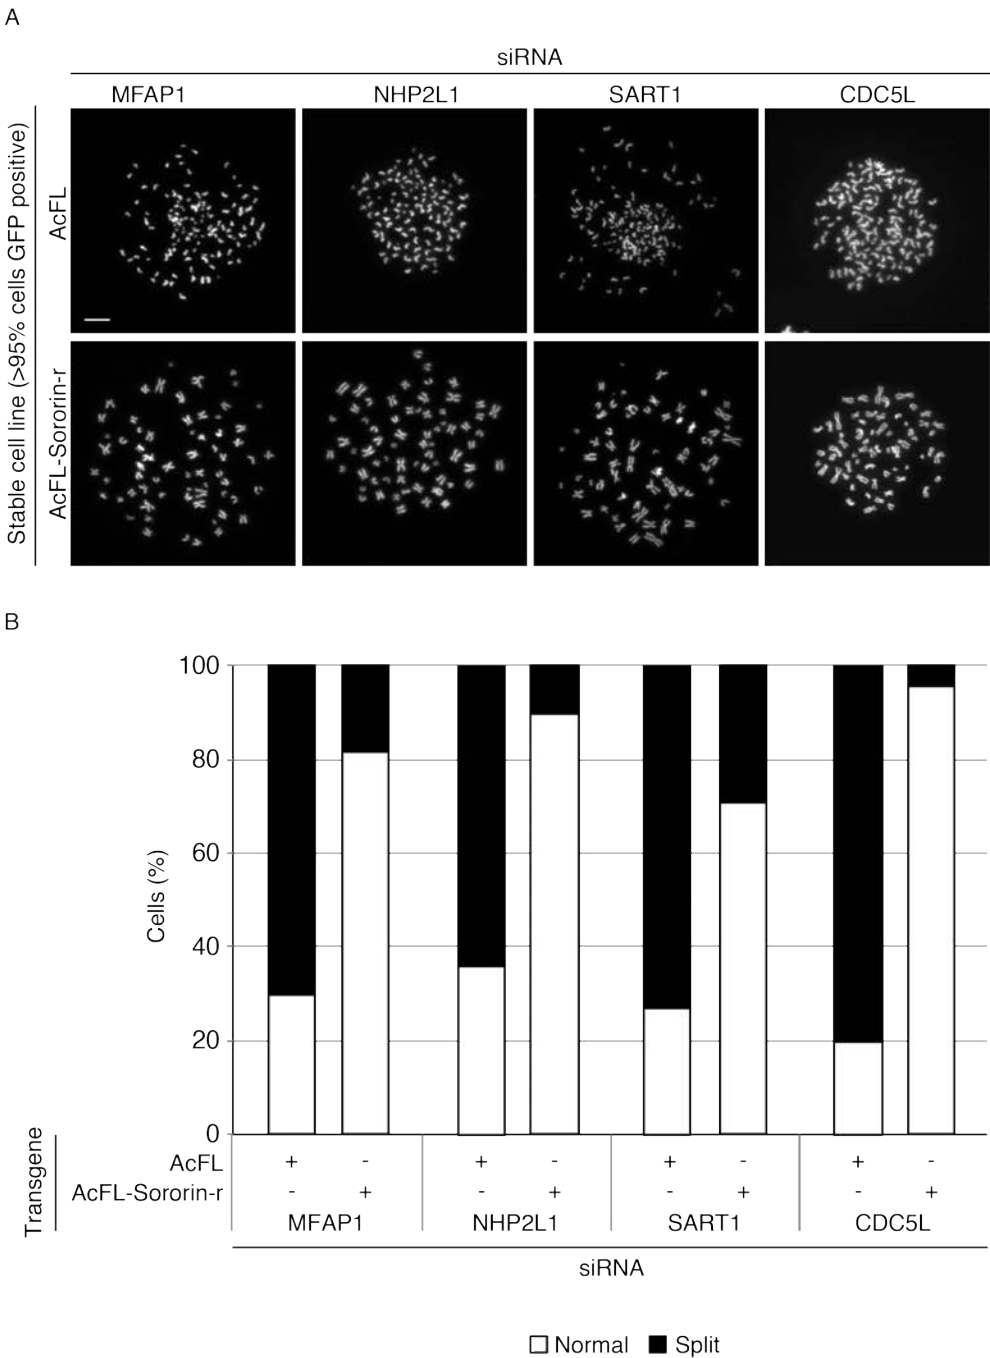 A
siRNA
MFAP1 NHP2L1 SART1 CDC5L
Stable cell line (>95% cells GFP positive)
AcFL
AcFL-Sororin-r
B
100
80
60
40
20
0
Cells (%)
Transgene
AcFL + - + - + - + -
AcFL-Sororin-r - + - + - + - +
MFAP1 NHP2L1 SART1 CDC5L
siRNA
Normal Split